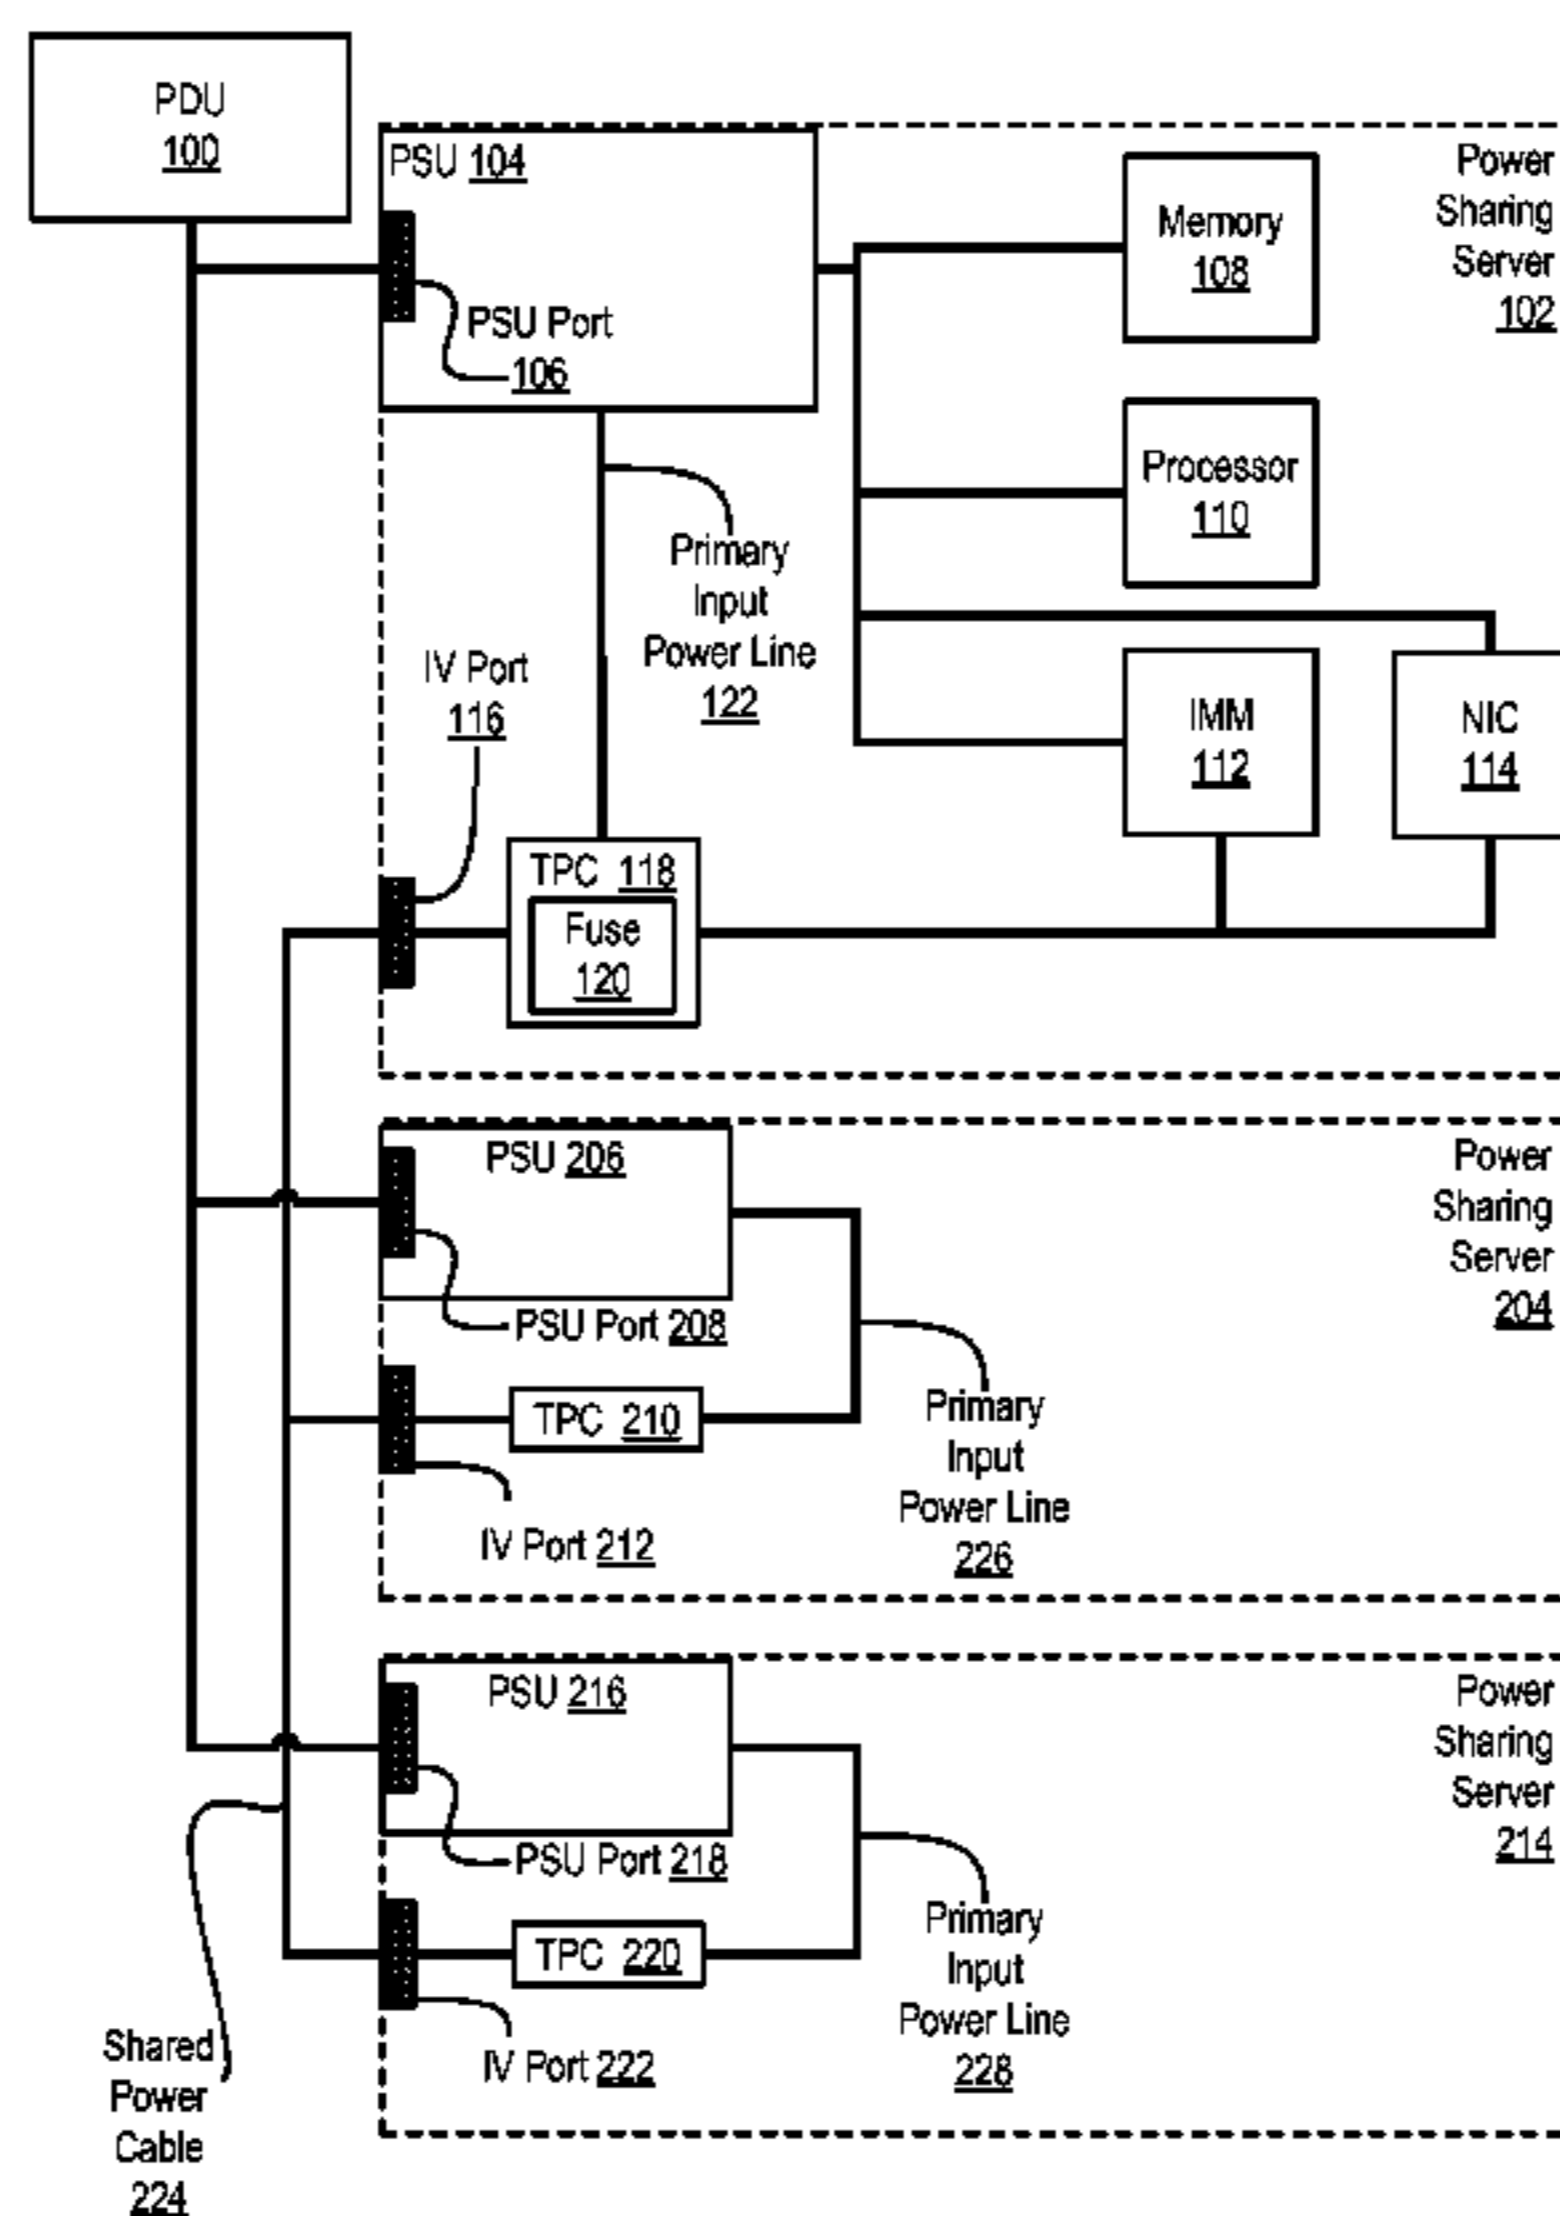 PDU
100
PSU 104
PSU Port
106
Memory
108
Power
Sharing
Server
102
Processor
110
Primary
Input
Power Line
122
IV Port
116
IMM
112
NIC
114
TPC 118
Fuse
120
PSU 206
Power
Sharing
Server
204
PSU Port 208
TPC 210
Primary
Input
Power Line
226
IV Port 212
PSU 216
Power
Sharing
Server
214
PSU Port 218
TPC 220
Primary
Input
Power Line
228
IV Port 222
Shared
Power
Cable
224